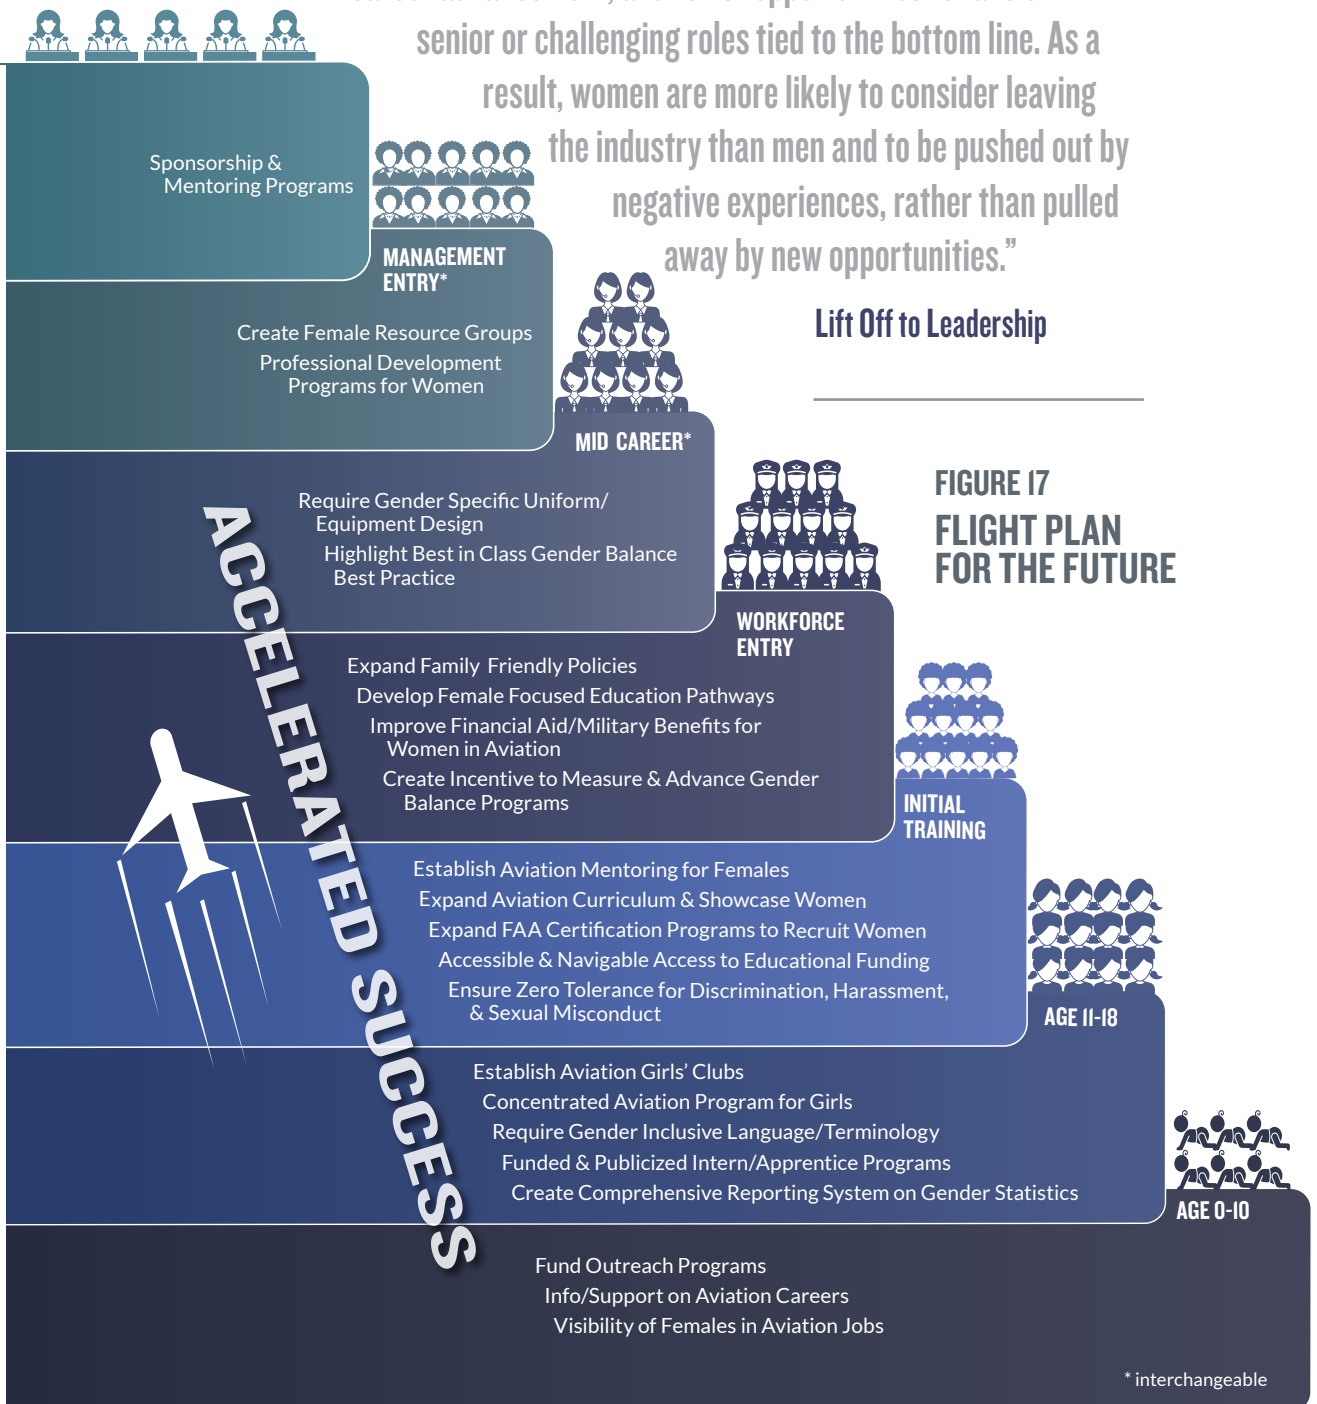 senior or challenging roles tied to the bottom line. As a
result, women are more likely to consider leaving
the industry than men and to be pushed out by
negative experiences, rather than pulled
away by new opportunities.”
Lift Off to Leadership
FIGURE 17
FLIGHT PLAN
FOR THE FUTURE
Sponsorship &
Mentoring Programs
MANAGEMENT
ENTRY*
Create Female Resource Groups
Professional Development
Programs for Women
MID CAREER*
Require Gender Specific Uniform/
Equipment Design
Highlight Best in Class Gender Balance
Best Practice
WORKFORCE
ENTRY
Expand Family Friendly Policies
Develop Female Focused Education Pathways
Improve Financial Aid/Military Benefits for
Women in Aviation
Create Incentive to Measure & Advance Gender
Balance Programs
INITIAL
TRAINING
Establish Aviation Mentoring for Females
Expand Aviation Curriculum & Showcase Women
Expand FAA Certification Programs to Recruit Women
Accessible & Navigable Access to Educational Funding
Ensure Zero Tolerance for Discrimination, Harassment,
& Sexual Misconduct
AGE 11-18
Establish Aviation Girls’ Clubs
Concentrated Aviation Program for Girls
Require Gender Inclusive Language/Terminology
Funded & Publicized Intern/Apprentice Programs
Create Comprehensive Reporting System on Gender Statistics
AGE 0-10
Fund Outreach Programs
Info/Support on Aviation Careers
Visibility of Females in Aviation Jobs
* interchangeable
ACCELERATED SUCCESS